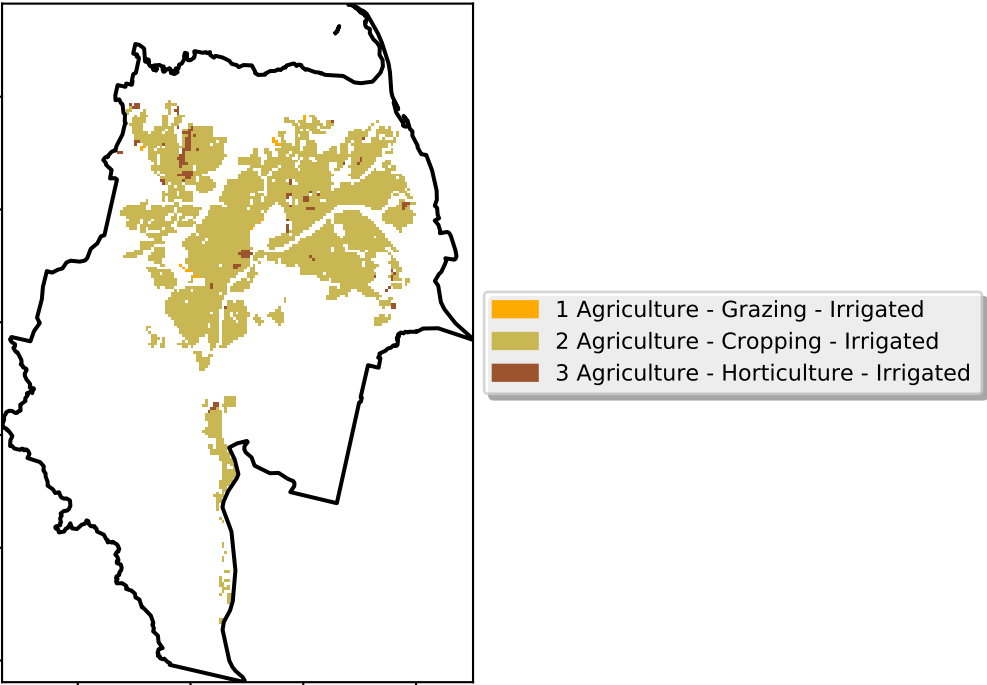 1 Agriculture - Grazing - Irrigated
2 Agriculture - Cropping - Irrigated
3 Agriculture - Horticulture - Irrigated